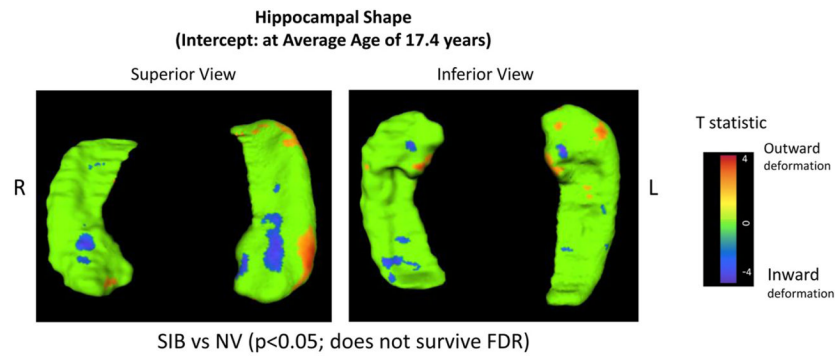 Hippocampal Shape
(Intercept: at Average Age of 17.4 years)
Superior View
Inferior View
R
L
T statistic
4
0
-4
Outward
deformation
Inward
deformation
SIB vs NV (p<0.05; does not survive FDR)